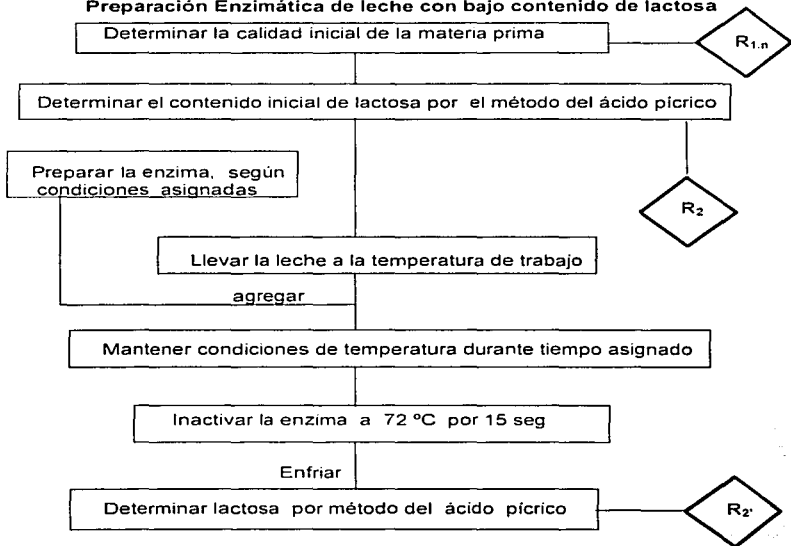 Preparación Enzimática de leche con bajo contenido de lactosa
Determinar la calidad inicial de la materia prima
R1.n
Determinar el contenido inicial de lactosa por el método del ácido pícrico
Preparar la enzima, según
condiciones asignadas
R2
Llevar la leche a la temperatura de trabajo
agregar
Mantener condiciones de temperatura durante tiempo asignado
Inactivar la enzima a 72 ºC por 15 seg
Enfriar
Determinar lactosa por método del ácido pícrico
R2'